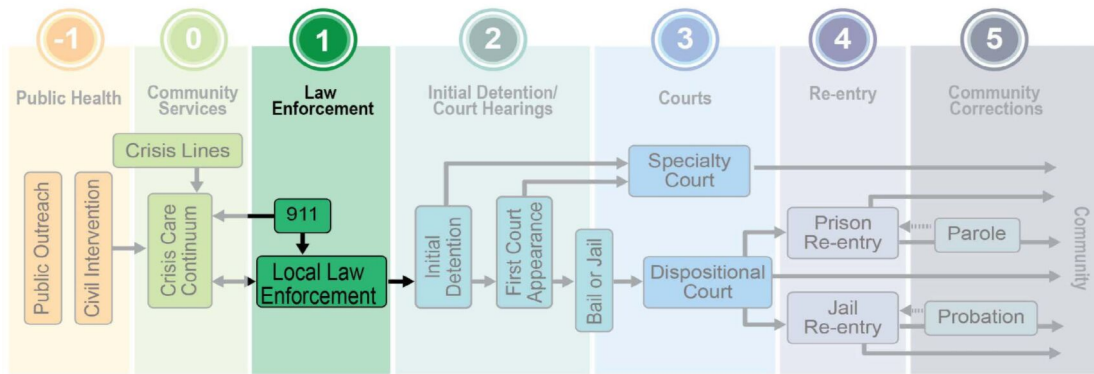 -1
0
1
2
3
4
5
Public Health
Community
Services
Law
Enforcement
Initial Detention/
Court Hearings
Courts
Re-entry
Community
Corrections
Public Outreach
Civil Intervention
Crisis Lines
Crisis Care
Continuum
911
Local Law
Enforcement
Initial
Detention
First Court
Appearance
Bail or Jail
Specialty
Court
Dispositional
Court
Prison
Re-entry
Jail
Re-entry
Parole
Probation
Community